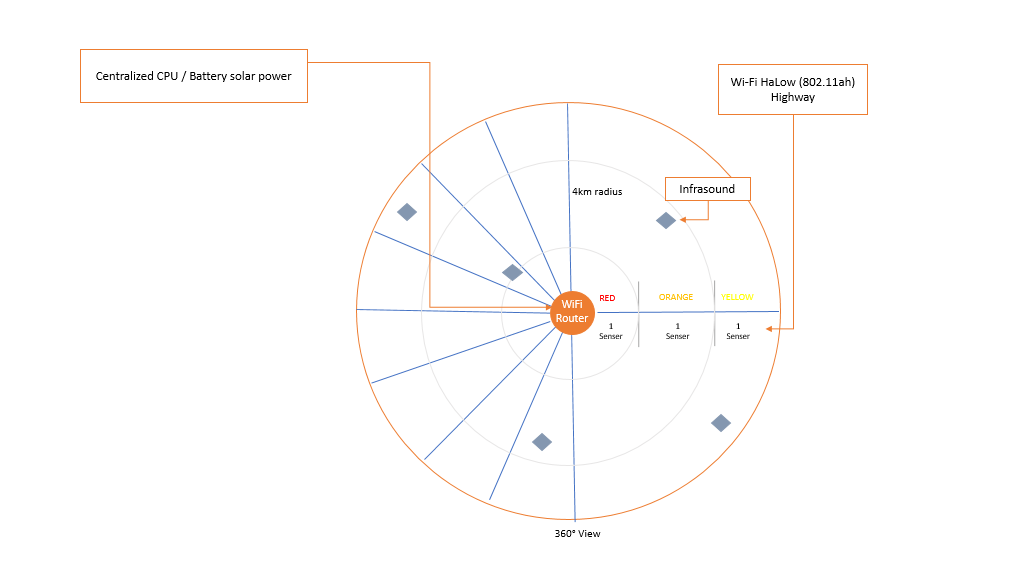 Centralized CPU / Battery solar power
Wi-Fi HaLow (802.11ah)
Highway
4km radius
Infrasound
WiFi
Router
RED
ORANGE
YELLOW
1
Senser
1
Senser
1
Senser
360° View